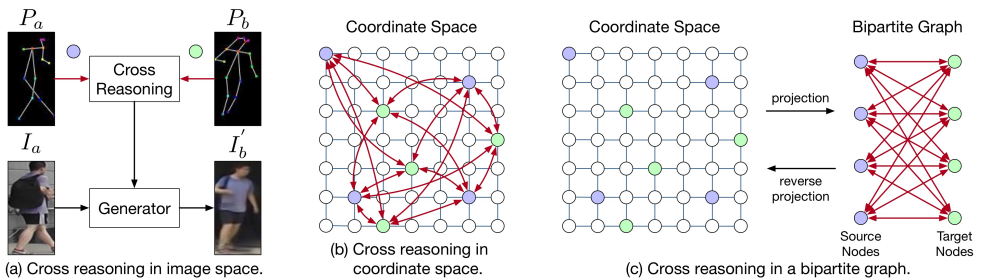 P_a
P_b
Cross
Reasoning
I_a
I_b'
Generator
(a) Cross reasoning in image space.
Coordinate Space
(b) Cross reasoning in
coordinate space.
Coordinate Space
Bipartite Graph
projection
reverse
projection
Source
Nodes
Target
Nodes
(c) Cross reasoning in a bipartite graph.